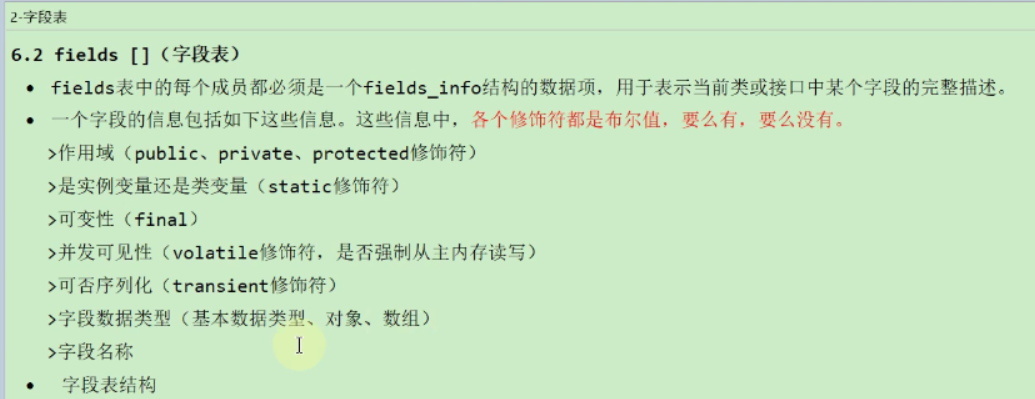 2-字段表
6.2 fields []（字段表）
• fields表中的每个成员都必须是一个fields_info结构的数据项，用于表示当前类或接口中某个字段的完整描述。
• 一个字段的信息包括如下这些信息。这些信息中，各个修饰符都是布尔值，要么有，要么没有。
>作用域（public、private、protected修饰符）
>是实例变量还是类变量（static修饰符）
>可变性（final）
>并发可见性（volatile修饰符，是否强制从主内存读写）
>可否序列化（transient修饰符）
>字段数据类型（基本数据类型、对象、数组）
>字段名称
• 字段表结构